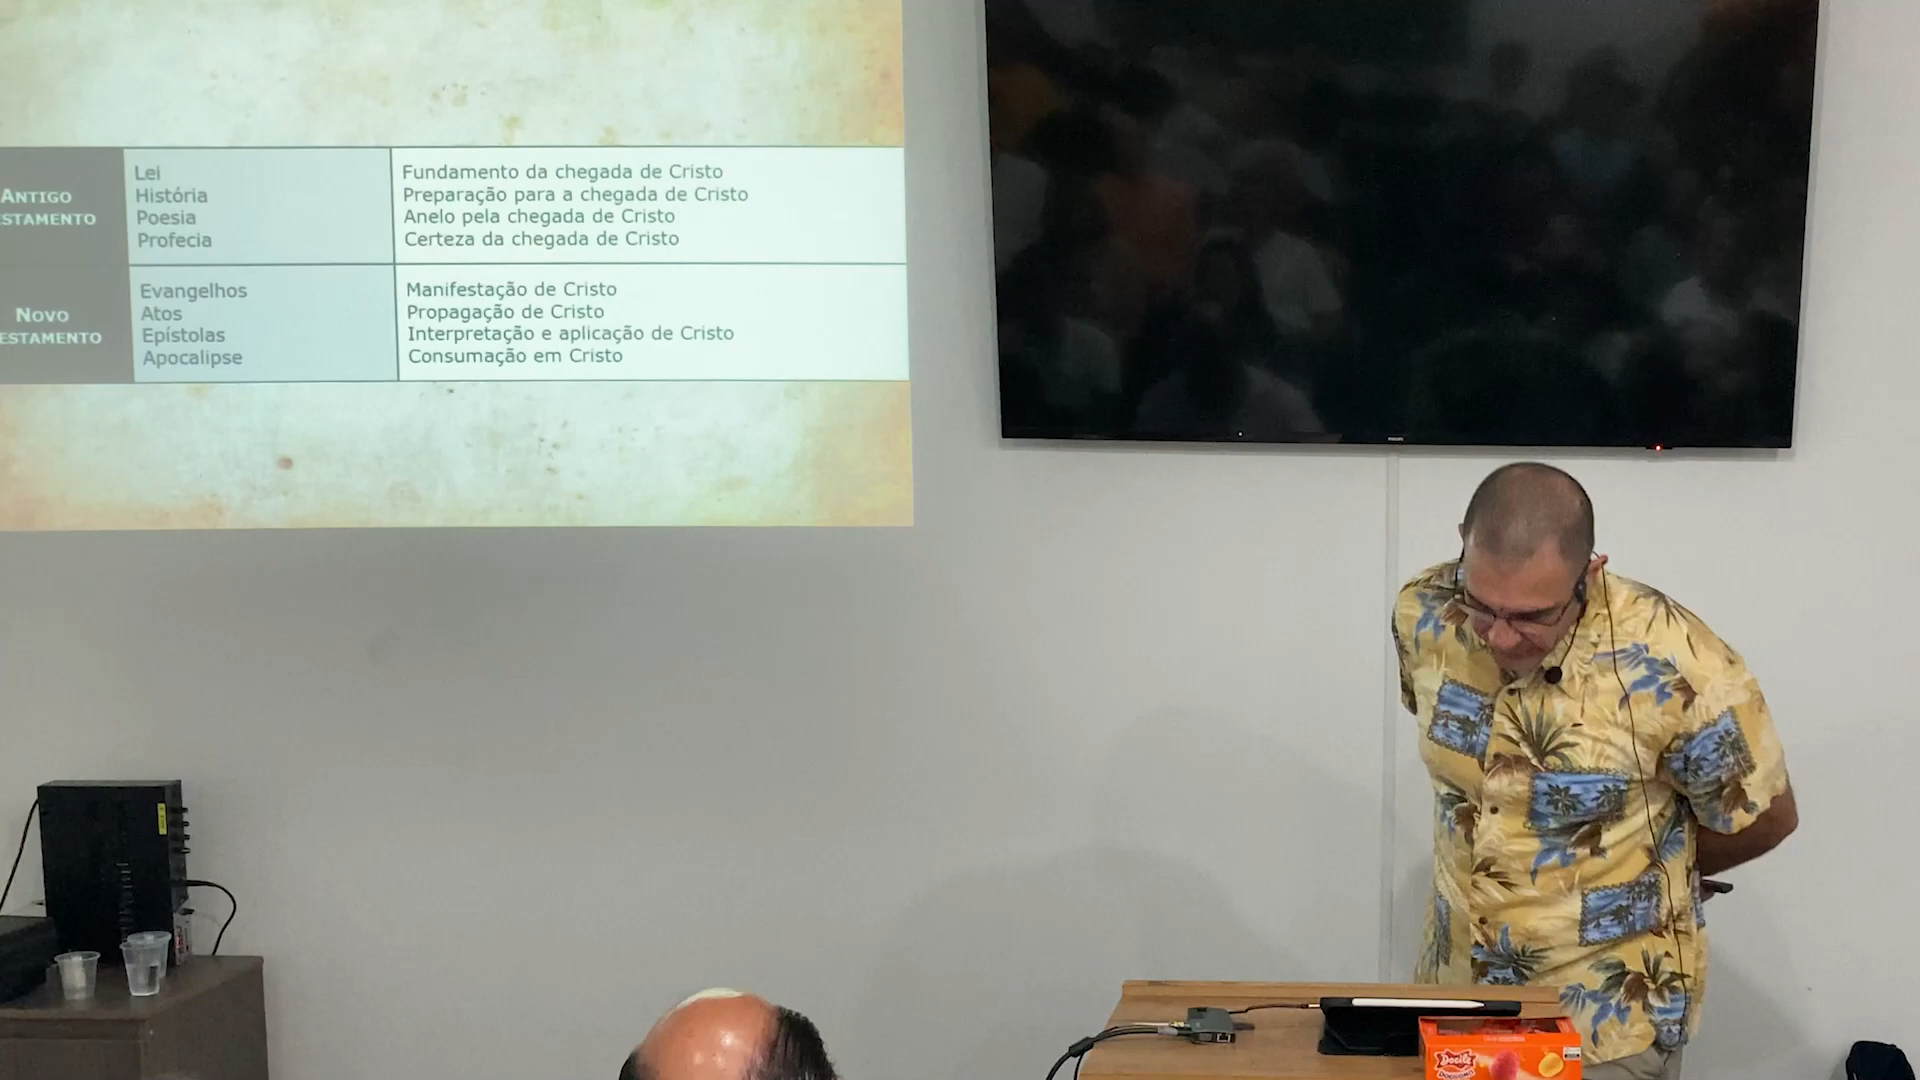 ANTIGO
ESTAMENTO
Lei
História
Poesia
Profecia
Fundamento da chegada de Cristo
Preparação para a chegada de Cristo
Anelo pela chegada de Cristo
Certeza da chegada de Cristo
NOVO
ESTAMENTO
Evangelhos
Atos
Epístolas
Apocalipse
Manifestação de Cristo
Propagação de Cristo
Interpretação e aplicação de Cristo
Consumação em Cristo
PHILIPS
Docile